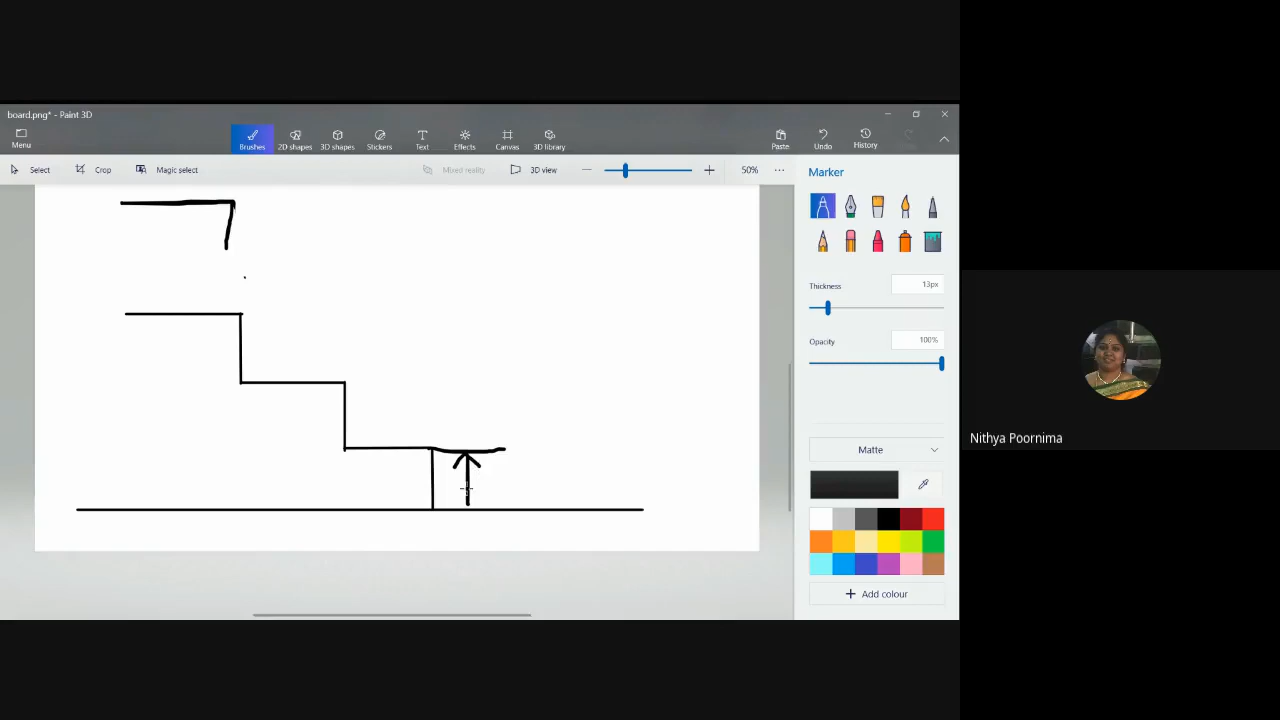 board.png* - Paint 3D
Menu
Brushes
2D shapes
3D shapes
Stickers
Text
Effects
Canvas
3D library
Paste
Undo
History
Select
Crop
Magic select
Mixed reality
3D view
50%
Marker
Thickness
13px
Opacity
100%
Matte
Add colour
Nithya Poornima